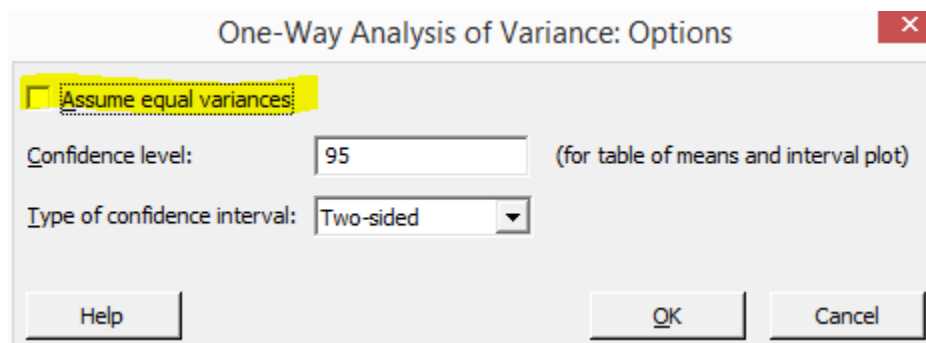 One-Way Analysis of Variance: Options
Assume equal variances
Confidence level: 95 (for table of means and interval plot)
Type of confidence interval: Two-sided
Help OK Cancel